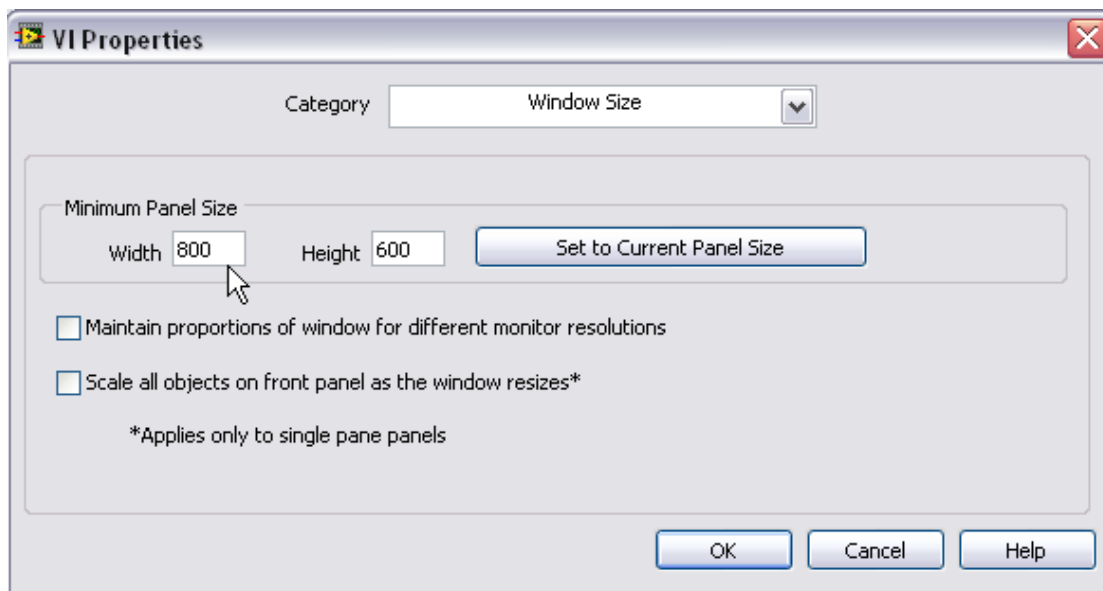 VI Properties
Category Window Size
Minimum Panel Size
Width 800 Height 600 Set to Current Panel Size
Maintain proportions of window for different monitor resolutions
Scale all objects on front panel as the window resizes*
*Applies only to single pane panels
OK Cancel Help